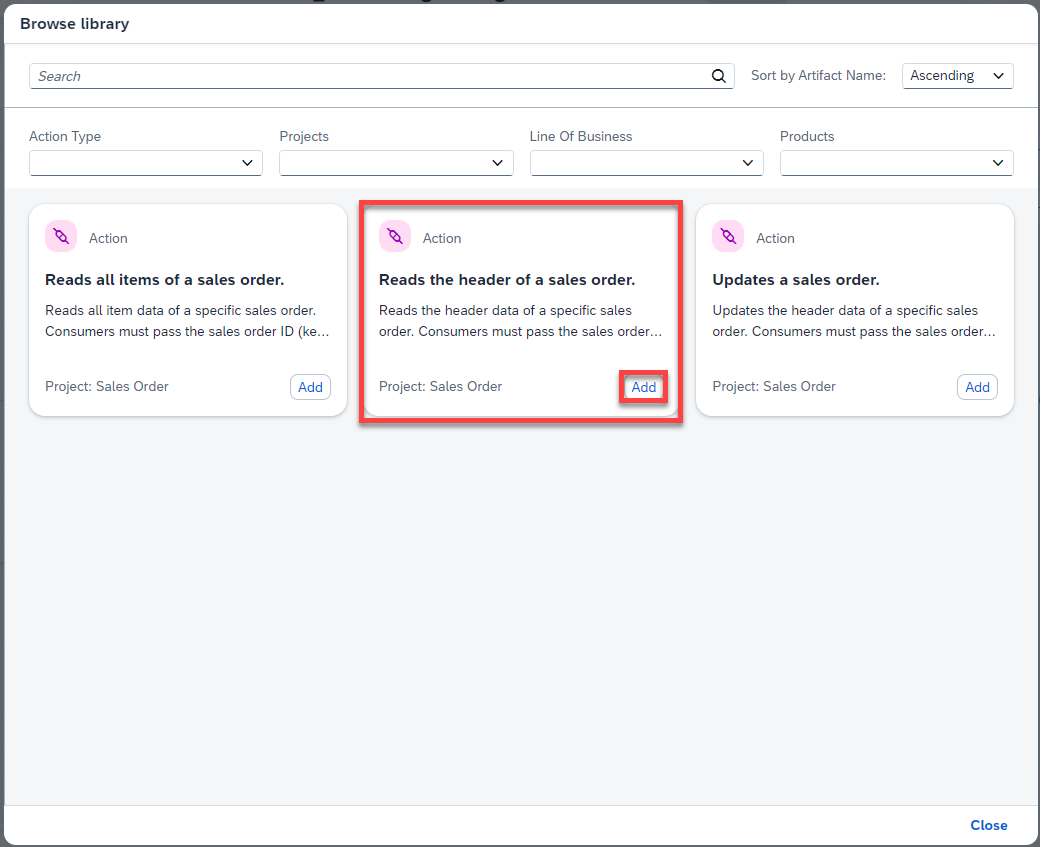 Browse library
Search
Sort by Artifact Name:
Ascending
Action Type
Projects
Line Of Business
Products
Action
Reads all items of a sales order.
Reads all item data of a specific sales order.
Consumers must pass the sales order ID (ke...
Project: Sales Order
Add
Action
Reads the header of a sales order.
Reads the header data of a specific sales
order. Consumers must pass the sales order...
Project: Sales Order
Add
Action
Updates a sales order.
Updates the header data of a specific sales
order. Consumers must pass the sales order...
Project: Sales Order
Add
Close